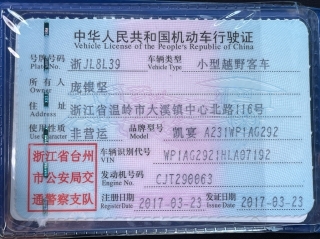 中华人民共和国机动车行驶证
Vehicle License of the People's Republic of China
号牌号码 浙JL8L39 车辆类型 小型越野客车
Plate No. Vehicle Type
所有人 庞银坚
Owner
住址 浙江省温岭市大溪镇中心北路116号
Address
使用性质 非营运 品牌型号 凯宴 A231WP1AG292
Use Character Model
浙江省台州 车辆识别代号 WP1AG2921HLA07192
VIN
市公安局交 发动机号码 CJT290063
Engine No.
通警察支队 注册日期 2017-03-23 发证日期 2017-03-23
Register Date Issue Date